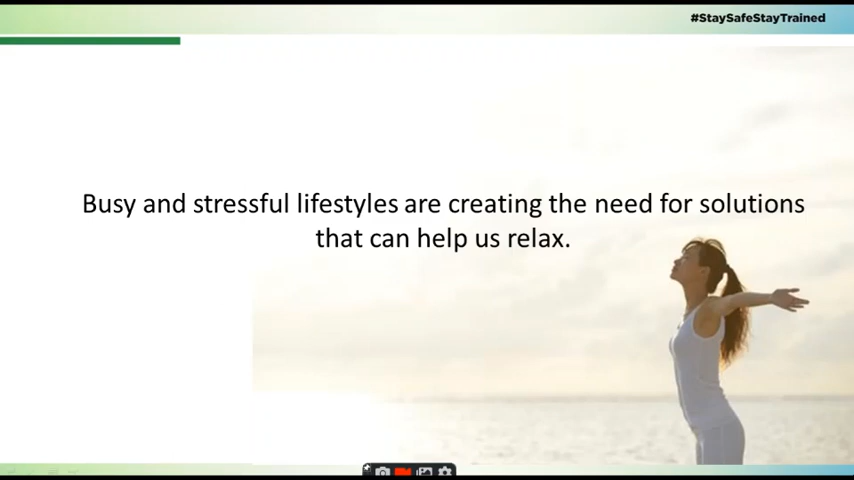 #StaySafeStayTrained
Busy and stressful lifestyles are creating the need for solutions
that can help us relax.